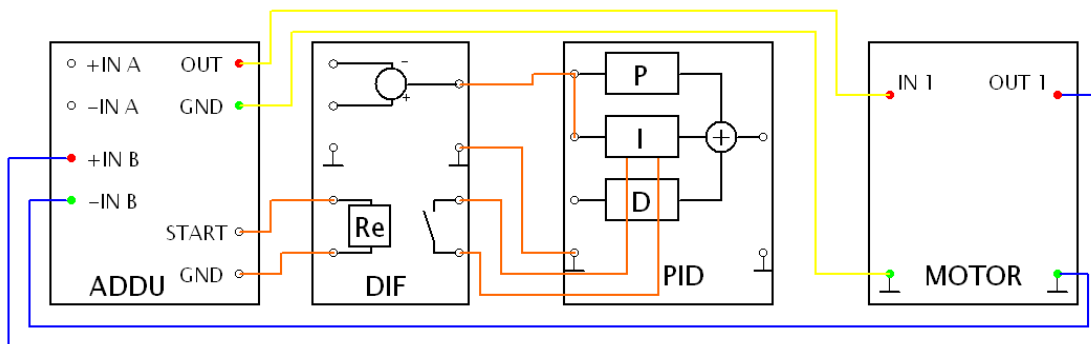 +IN A
OUT
-IN A
GND
+IN B
-IN B
START
GND
ADDU
-
+
Re
DIF
P
I
+
D
PID
IN 1
OUT 1
MOTOR